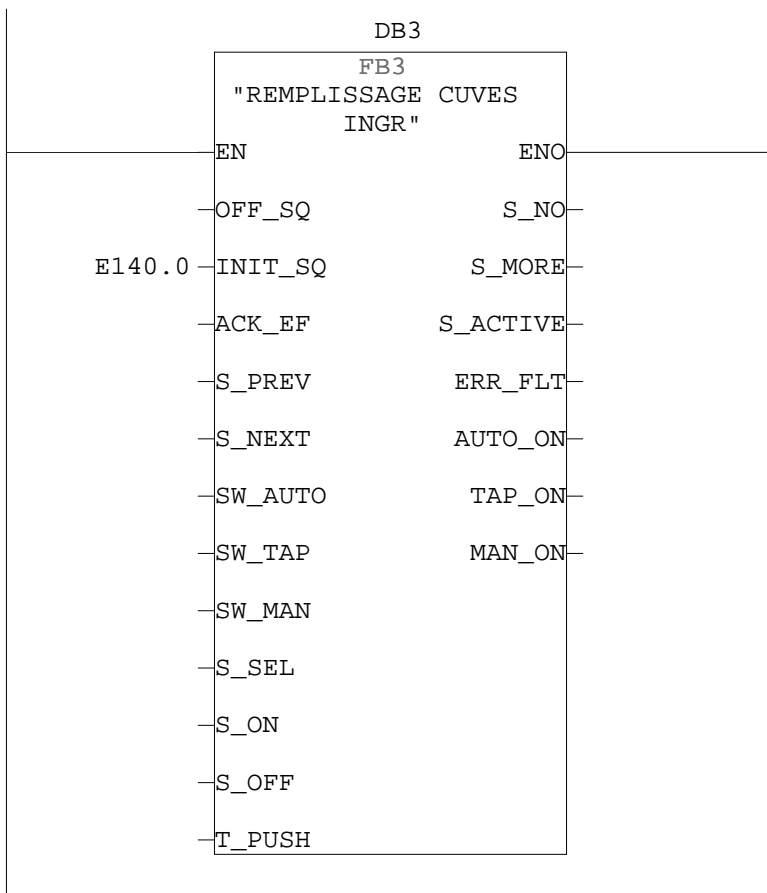 DB3
FB3
"REMPLISSAGE CUVES
INGR"
EN ENO
OFF_SQ S_NO
E140.0 INIT_SQ S_MORE
ACK_EF S_ACTIVE
S_PREV ERR_FLT
S_NEXT AUTO_ON
SW_AUTO TAP_ON
SW_TAP MAN_ON
SW_MAN
S_SEL
S_ON
S_OFF
T_PUSH